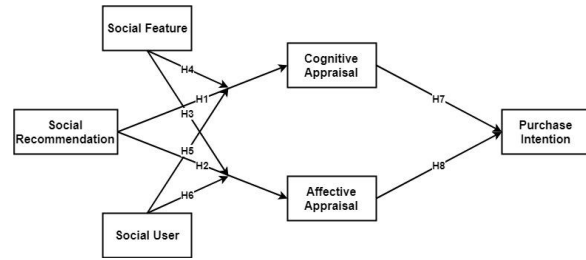 Social Feature
Cognitive
Appraisal
H4
H1
H7
H3
Social
Recommendation
Purchase
Intention
H5
H2
H8
H6
Affective
Appraisal
Social User